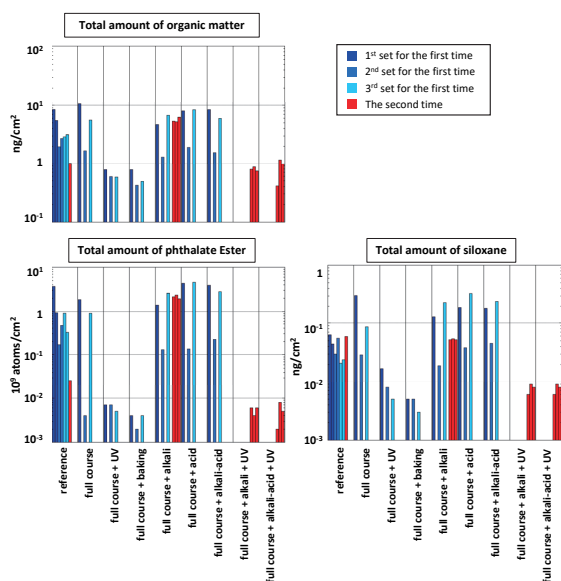 Total amount of organic matter
10²
10¹
1
10⁻¹
ng/cm²
1ˢᵗ set for the first time
2ⁿᵈ set for the first time
3ʳᵈ set for the first time
The second time
Total amount of phthalate Ester
10¹
1
10⁻¹
10⁻²
10⁻³
10⁹ atoms/cm²
reference
full course
full course + UV
full course + baking
full course + alkali
full course + acid
full course + alkali-acid
full course + alkali + UV
full course + alkali-acid + UV
Total amount of siloxane
1
10⁻¹
10⁻²
10⁻³
ng/cm²
reference
full course
full course + UV
full course + baking
full course + alkali
full course + acid
full course + alkali-acid
full course + alkali + UV
full course + alkali-acid + UV